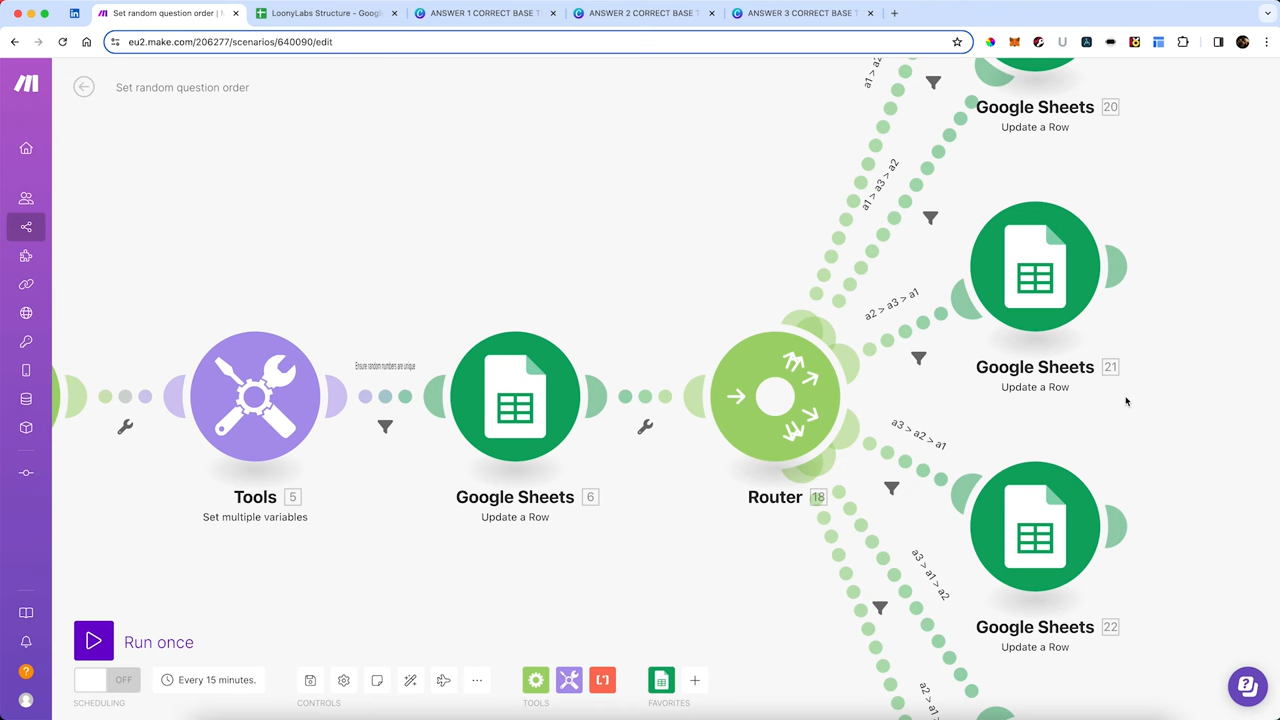 Set random question order | M
LoonyLabs Structure - Google
ANSWER 1 CORRECT BASE T
ANSWER 2 CORRECT BASE T
ANSWER 3 CORRECT BASE T
eu2.make.com/206277/scenarios/640090/edit
Set random question order
a1 > a2
a1 > a3 > a2
Google Sheets 20
Update a Row
a2 > a3 > a1
Google Sheets 21
Update a Row
Ensure random numbers are unique
a3 > a2 > a1
Tools 5
Set multiple variables
Google Sheets 6
Update a Row
Router 18
a3 > a1 > a2
Google Sheets 22
Update a Row
a2 > a1
Run once
OFF
Every 15 minutes.
SCHEDULING
CONTROLS
TOOLS
FAVORITES